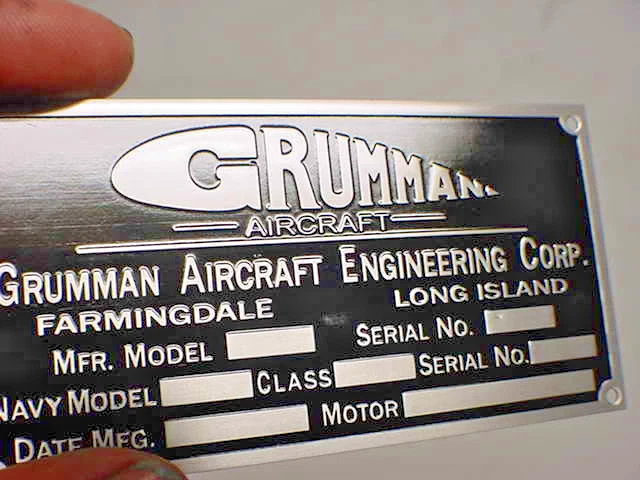 GRUMMAN
AIRCRAFT
GRUMMAN AIRCRAFT ENGINEERING CORP.
FARMINGDALE LONG ISLAND
MFR. MODEL SERIAL NO.
NAVY MODEL CLASS SERIAL NO.
DATE MFG. MOTOR